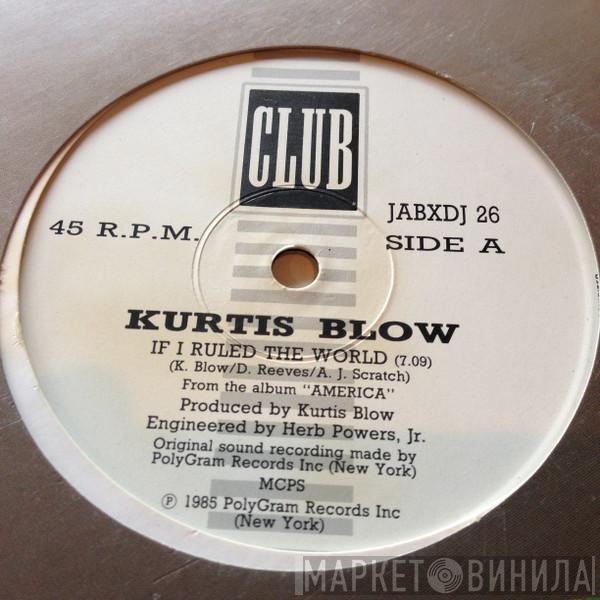 CLUB
45 R.P.M.
JABXDJ 26
SIDE A
KURTIS BLOW
IF I RULED THE WORLD (7.09)
(K. Blow/D. Reeves/A. J. Scratch)
From the album "AMERICA"
Produced by Kurtis Blow
Engineered by Herb Powers, Jr.
Original sound recording made by
PolyGram Records Inc (New York)
MCPS
℗ 1985 PolyGram Records Inc
(New York)
МАРКЕТ ВИНИЛА